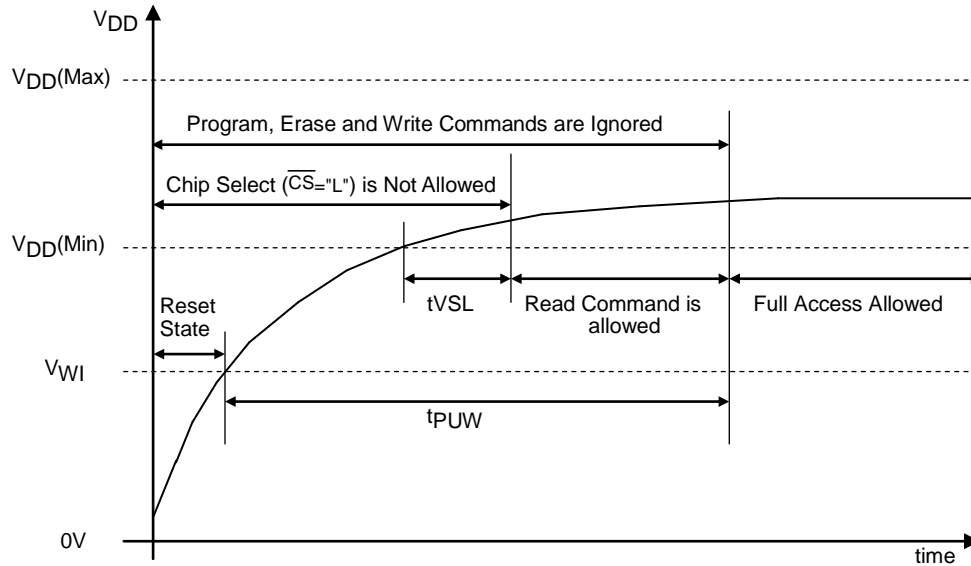 VDD
VDD(Max)
Program, Erase and Write Commands are Ignored
Chip Select (CS="L") is Not Allowed
VDD(Min)
Reset
State
tVSL
Read Command is
allowed
Full Access Allowed
VWI
tPUW
0V
time